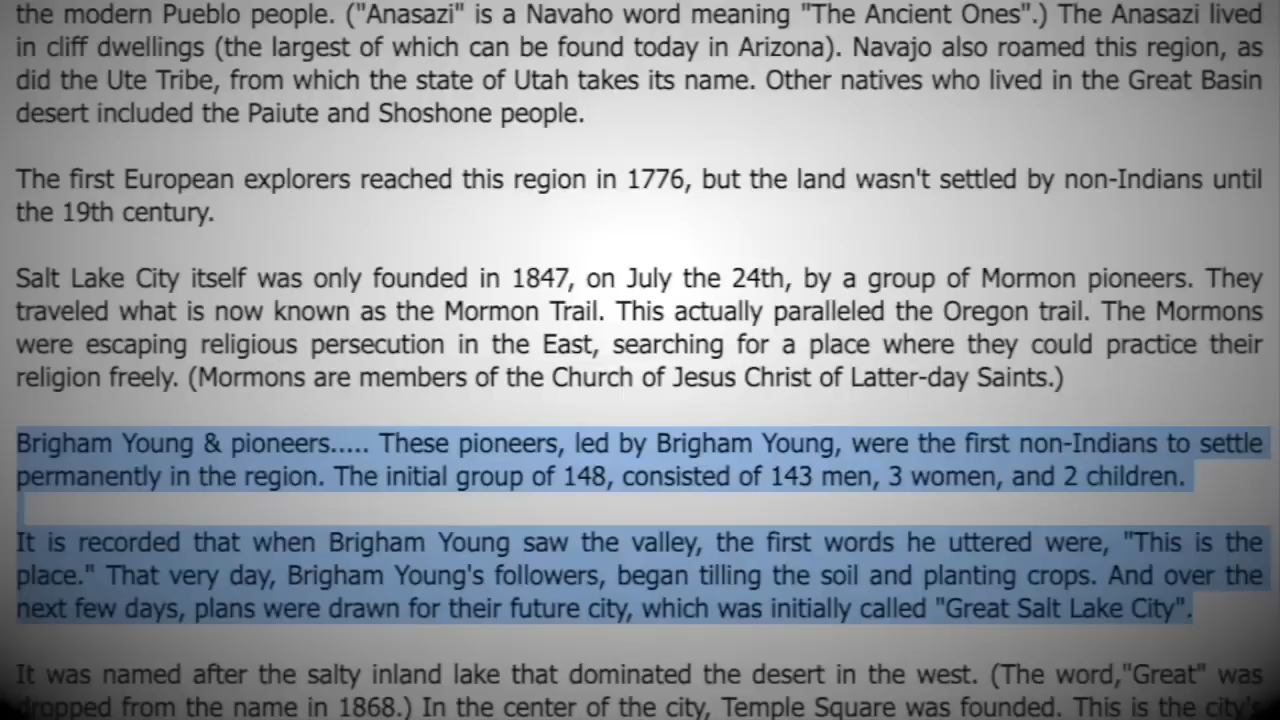 the modern Pueblo people. ("Anasazi" is a Navaho word meaning "The Ancient Ones".) The Anasazi lived
in cliff dwellings (the largest of which can be found today in Arizona). Navajo also roamed this region, as
did the Ute Tribe, from which the state of Utah takes its name. Other natives who lived in the Great Basin
desert included the Paiute and Shoshone people.
The first European explorers reached this region in 1776, but the land wasn't settled by non-Indians until
the 19th century.
Salt Lake City itself was only founded in 1847, on July the 24th, by a group of Mormon pioneers. They
traveled what is now known as the Mormon Trail. This actually paralleled the Oregon trail. The Mormons
were escaping religious persecution in the East, searching for a place where they could practice their
religion freely. (Mormons are members of the Church of Jesus Christ of Latter-day Saints.)
Brigham Young & pioneers..... These pioneers, led by Brigham Young, were the first non-Indians to settle
permanently in the region. The initial group of 148, consisted of 143 men, 3 women, and 2 children.
It is recorded that when Brigham Young saw the valley, the first words he uttered were, "This is the
place." That very day, Brigham Young's followers, began tilling the soil and planting crops. And over the
next few days, plans were drawn for their future city, which was initially called "Great Salt Lake City".
It was named after the salty inland lake that dominated the desert in the west. (The word,"Great" was
dropped from the name in 1868.) In the center of the city, Temple Square was founded. This is the city's